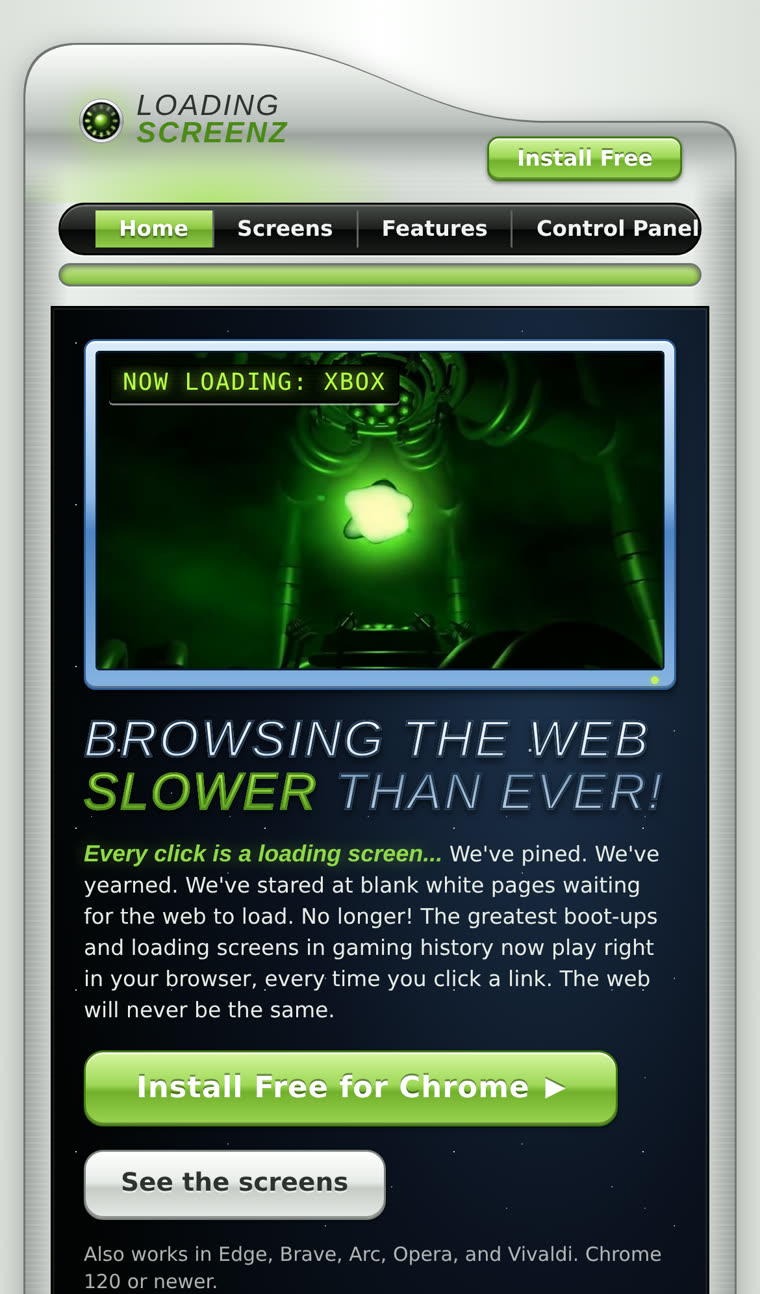 LOADING
SCREENZ
Install Free
Home
Screens
Features
Control Panel
NOW LOADING: XBOX
BROWSING THE WEB
SLOWER THAN EVER!
Every click is a loading screen... We've pined. We've
yearned. We've stared at blank white pages waiting
for the web to load. No longer! The greatest boot-ups
and loading screens in gaming history now play right
in your browser, every time you click a link. The web
will never be the same.
Install Free for Chrome ►
See the screens
Also works in Edge, Brave, Arc, Opera, and Vivaldi. Chrome
120 or newer.